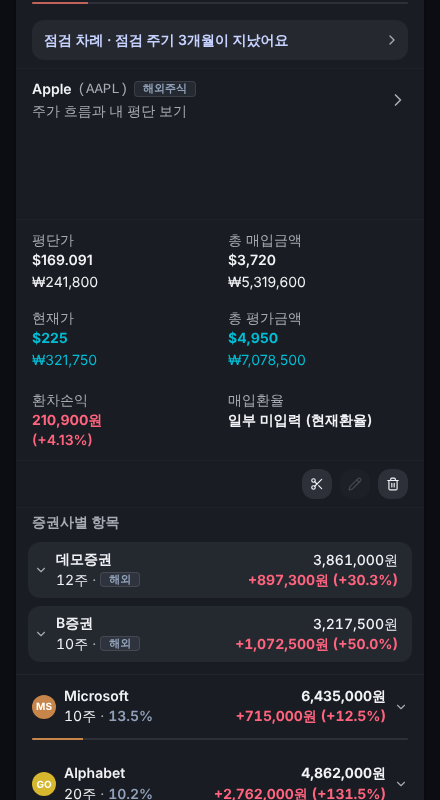 점검 차례 · 점검 주기 3개월이 지났어요
Apple (AAPL) 해외주식
주가 흐름과 내 평단 보기
평단가
$169.091
₩241,800
총 매입금액
$3,720
₩5,319,600
현재가
$225
₩321,750
총 평가금액
$4,950
₩7,078,500
환차손익
210,900원
(+4.13%)
매입환율
일부 미입력 (현재환율)
증권사별 항목
데모증권 3,861,000원
12주 · 해외 +897,300원 (+30.3%)
B증권 3,217,500원
10주 · 해외 +1,072,500원 (+50.0%)
MS
Microsoft 6,435,000원
10주 · 13.5% +715,000원 (+12.5%)
GO
Alphabet 4,862,000원
20주 · 10.2% +2,762,000원 (+131.5%)